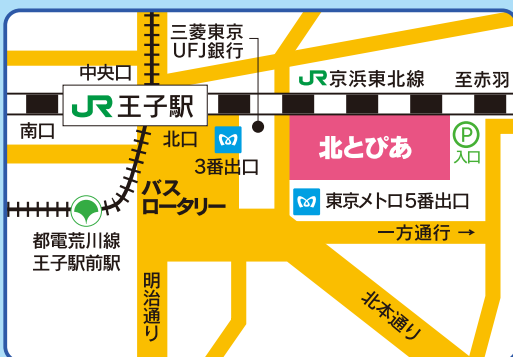 三菱東京
UFJ銀行
中央口
JR京浜東北線
至赤羽
JR王子駅
南口
北口
3番出口
北とぴあ
P
入口
バス
ロータリー
東京メトロ5番出口
都電荒川線
王子駅前駅
一方通行 →
明治通り
北本通り